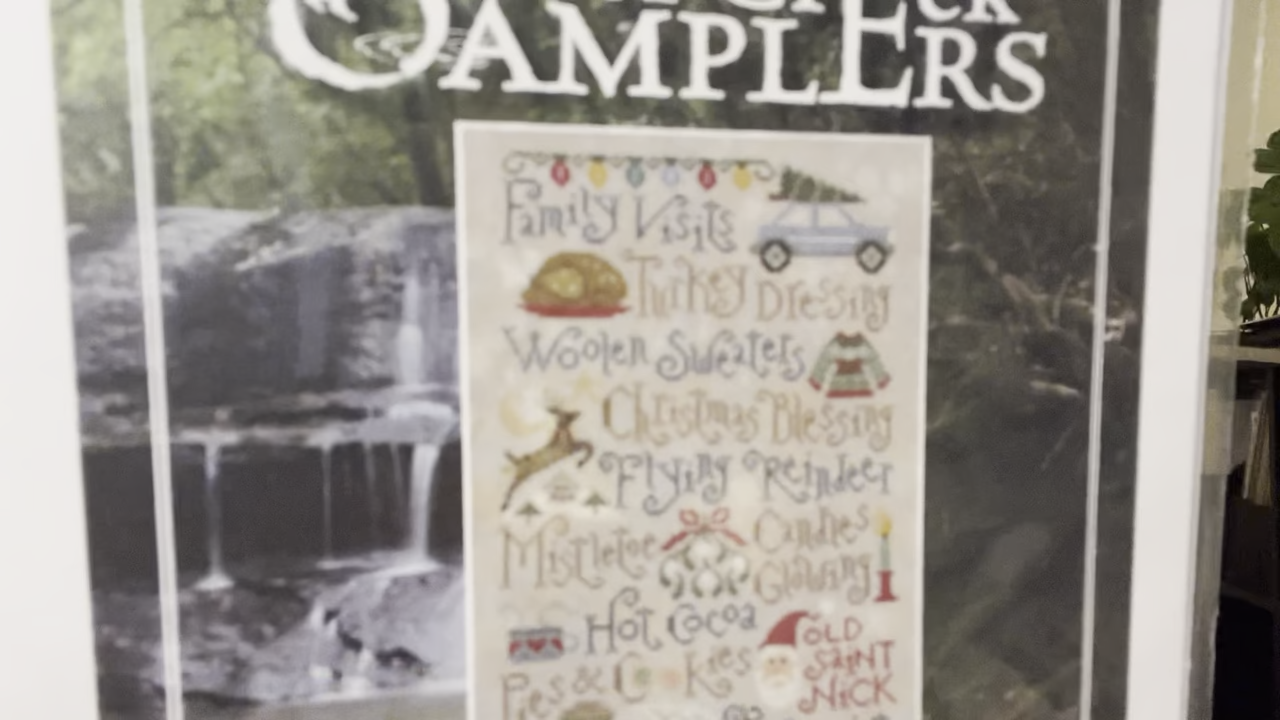 SAMPLERS
Family Visits
Turkey Dressing
Woolen Sweaters
Christmas Blessing
Flying Reindeer
Mistletoe
Candles
Glowing
Hot Cocoa
OLD
SAINT
NICK
Pies & Cookies